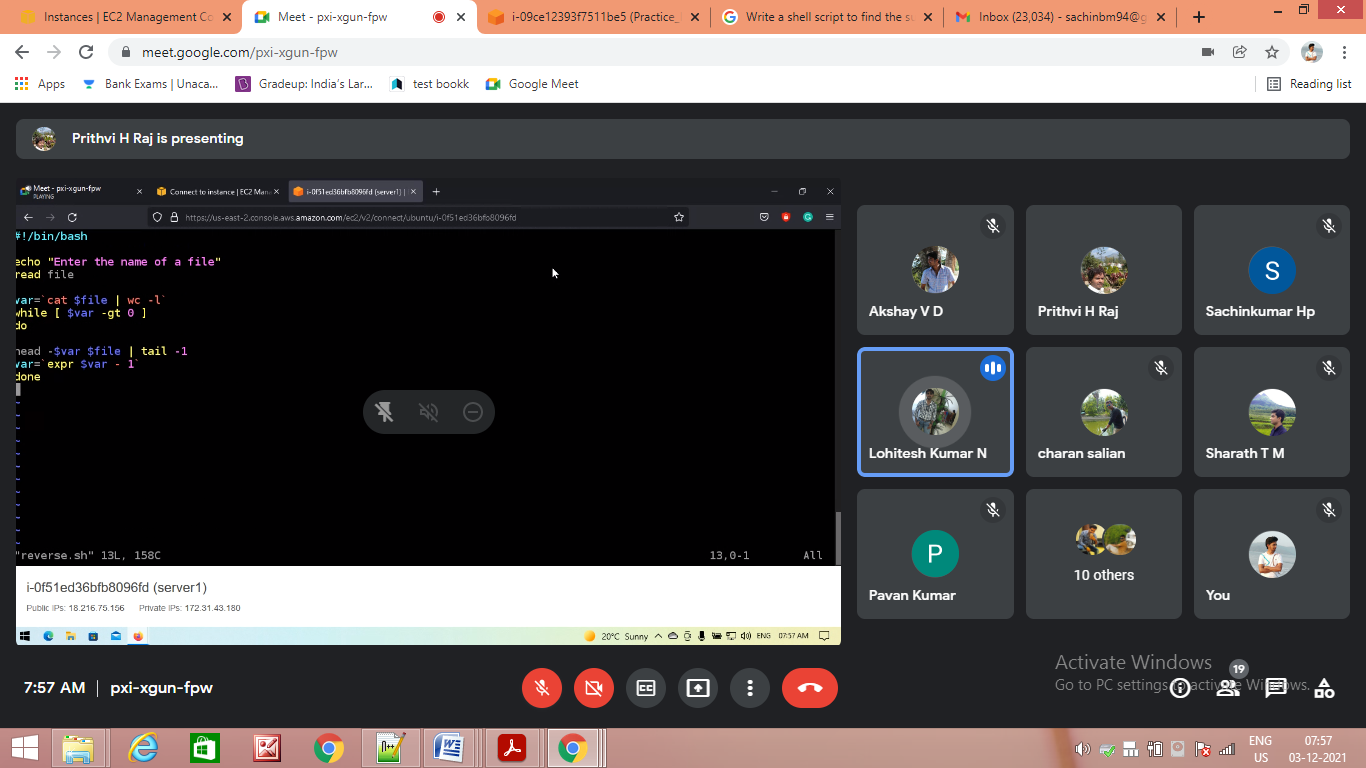 Instances | EC2 Management Co
Meet - pxi-xgun-fpw
i-09ce12393f7511be5 (Practice_
Write a shell script to find the su
Inbox (23,034) - sachinbm94@g
meet.google.com/pxi-xgun-fpw
Apps
Bank Exams | Unaca...
Gradeup: India's Lar...
test bookk
Google Meet
Reading list
Prithvi H Raj is presenting
Meet - pxi-xgun-fpw
PLAYING
Connect to instance | EC2 Man
i-0f51ed36bfb8096fd (server1) |
https://us-east-2.console.aws.amazon.com/ec2/v2/connect/ubuntu/i-0f51ed36bfb8096fd
#!/bin/bash
echo "Enter the name of a file"
read file
var=`cat $file | wc -l`
while [ $var -gt 0 ]
do
head -$var $file | tail -1
var=`expr $var - 1`
done
~
~
~
~
~
~
~
~
~
~
~
~
"reverse.sh" 13L, 158C
13,0-1
All
i-0f51ed36bfb8096fd (server1)
Public IPs: 18.216.75.156
Private IPs: 172.31.43.180
20°C Sunny
ENG
07:57 AM
Akshay V D
Prithvi H Raj
S
Sachinkumar Hp
Lohitesh Kumar N
charan salian
Sharath T M
P
Pavan Kumar
10 others
You
7:57 AM | pxi-xgun-fpw
Activate Windows
Go to PC settings to activate Windows.
19
ENG
US
07:57
03-12-2021